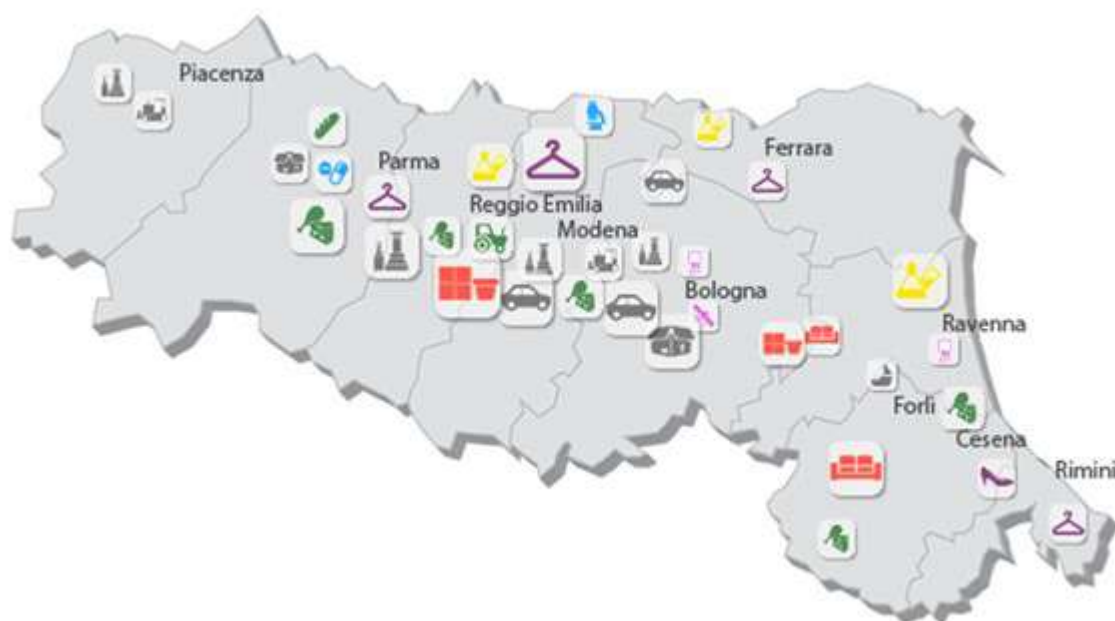 Piacenza
Parma
Ferrara
Reggio Emilia
Modena
Bologna
Ravenna
Forlì
Cesena
Rimini